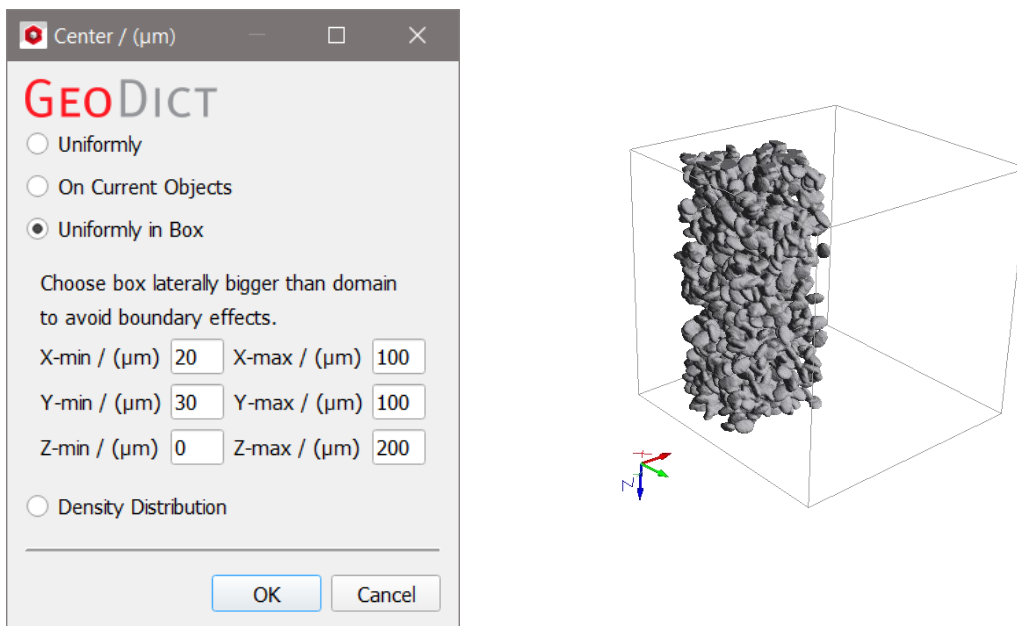 Center / (µm)
GEODICT
Uniformly
On Current Objects
Uniformly in Box
Choose box laterally bigger than domain
to avoid boundary effects.
X-min / (µm) 20 X-max / (µm) 100
Y-min / (µm) 30 Y-max / (µm) 100
Z-min / (µm) 0 Z-max / (µm) 200
Density Distribution
OK Cancel
X
Z